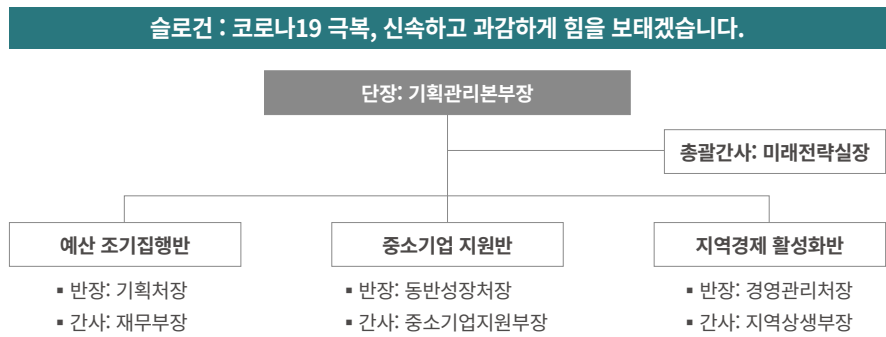 슬로건 : 코로나19 극복, 신속하고 과감하게 힘을 보태겠습니다.
단장: 기획관리본부장
총괄간사: 미래전략실장
예산 조기집행반
▪ 반장: 기획처장
▪ 간사: 재무부장
중소기업 지원반
▪ 반장: 동반성장처장
▪ 간사: 중소기업지원부장
지역경제 활성화반
▪ 반장: 경영관리처장
▪ 간사: 지역상생부장